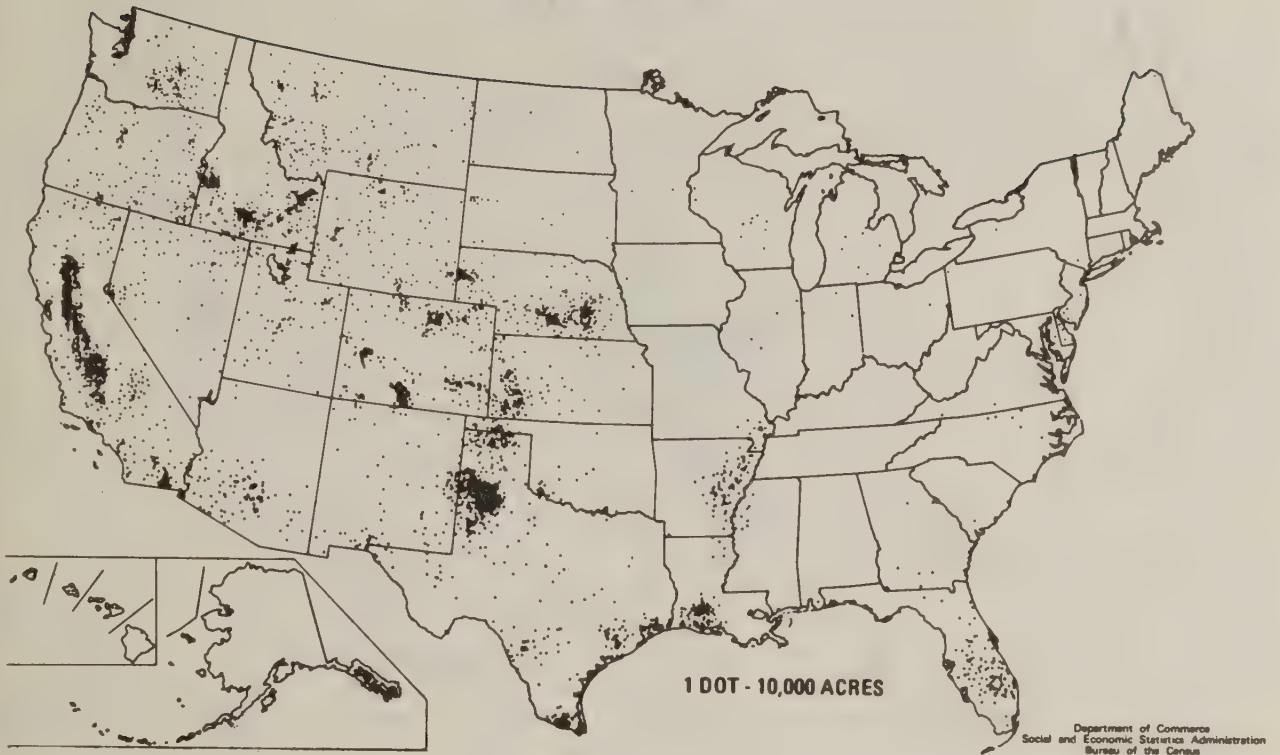 1 DOT - 10,000 ACRES
Department of Commerce
Social and Economic Statistics Administration
Bureau of the Census